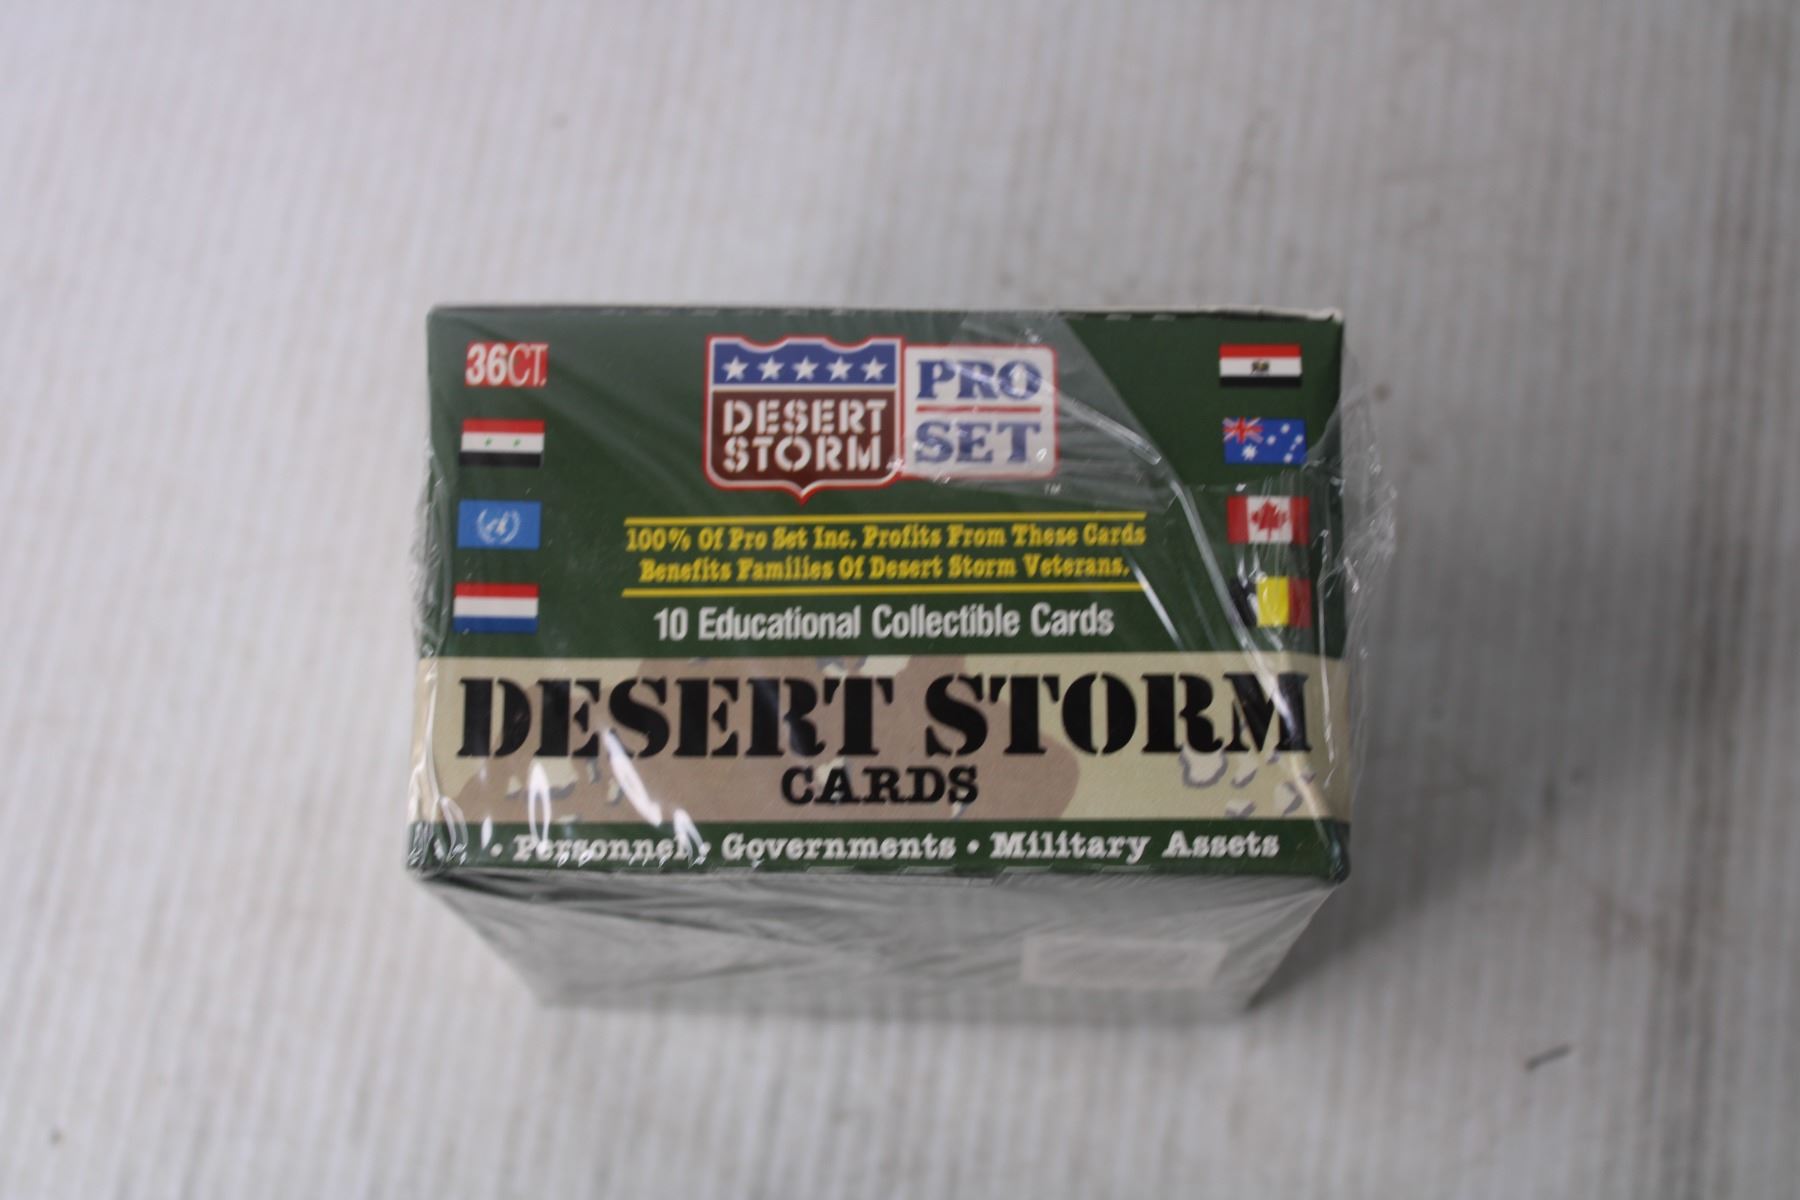 36CT.
DESERT
STORM
PRO
SET
TM
100% Of Pro Set Inc. Profits From These Cards
Benefits Families Of Desert Storm Veterans.
10 Educational Collectible Cards
DESERT STORM
CARDS
• Personnel • Governments • Military Assets